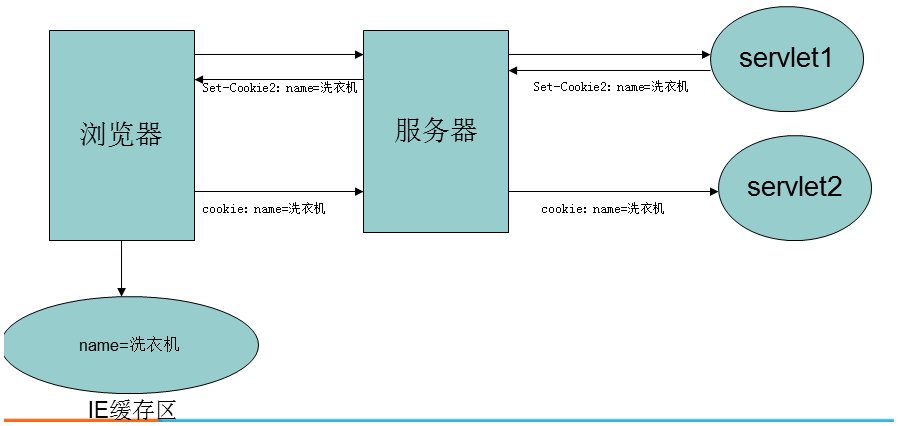 servlet1
Set-Cookie2: name=洗衣机
Set-Cookie2: name=洗衣机
浏览器
服务器
servlet2
cookie: name=洗衣机
cookie: name=洗衣机
name=洗衣机
IE缓存区